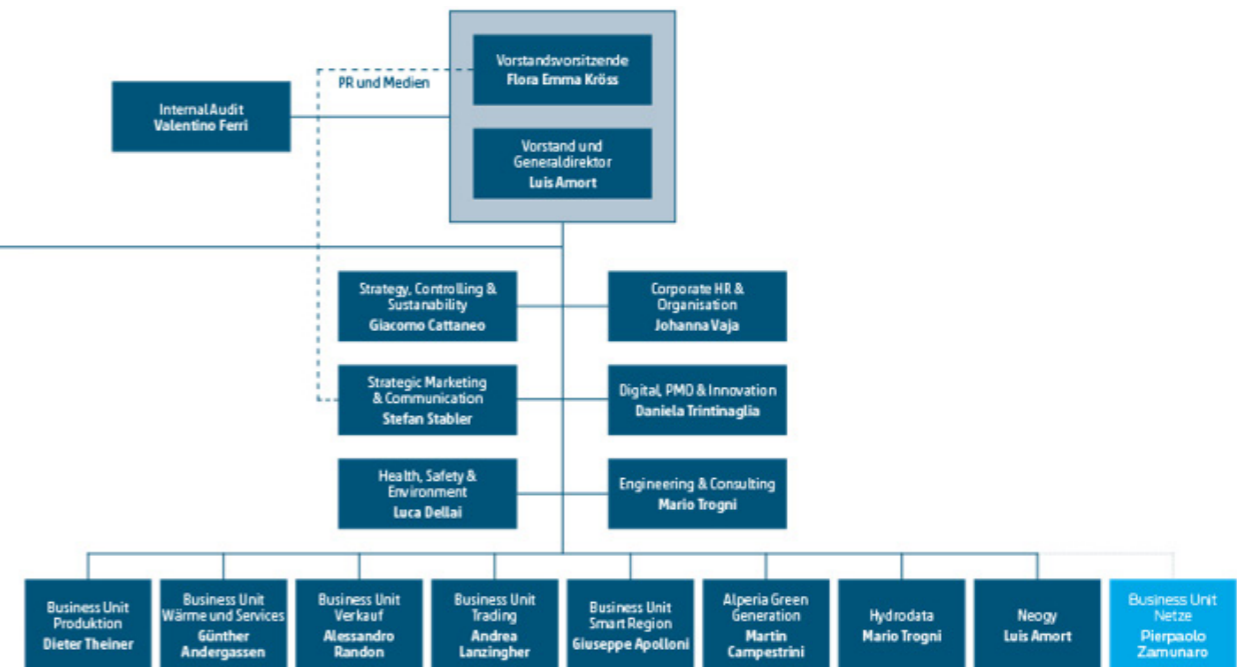 Vorstandsvorsitzende
Flora Emma Kröss
PR und Medien
Internal Audit
Valentino Ferri
Vorstand und
Generaldirektor
Luis Amort
Strategy, Controlling &
Sustanability
Giacomo Cattaneo
Corporate HR &
Organisation
Johanna Vaja
Strategic Marketing
& Communication
Stefan Stabler
Digital, PMO & Innovation
Daniela Trintinaglia
Health, Safety &
Environment
Luca Dellai
Engineering & Consulting
Mario Trogni
Business Unit
Produktion
Dieter Theiner
Business Unit
Wärme und Services
Günther
Andergassen
Business Unit
Verkauf
Alessandro
Randon
Business Unit
Trading
Andrea
Lanzingher
Business Unit
Smart Region
Giuseppe Apolloni
Alperia Green
Generation
Martin
Campestrini
Hydrodata
Mario Trogni
Neogy
Luis Amort
Business Unit
Netze
Pierpaolo
Zamunaro